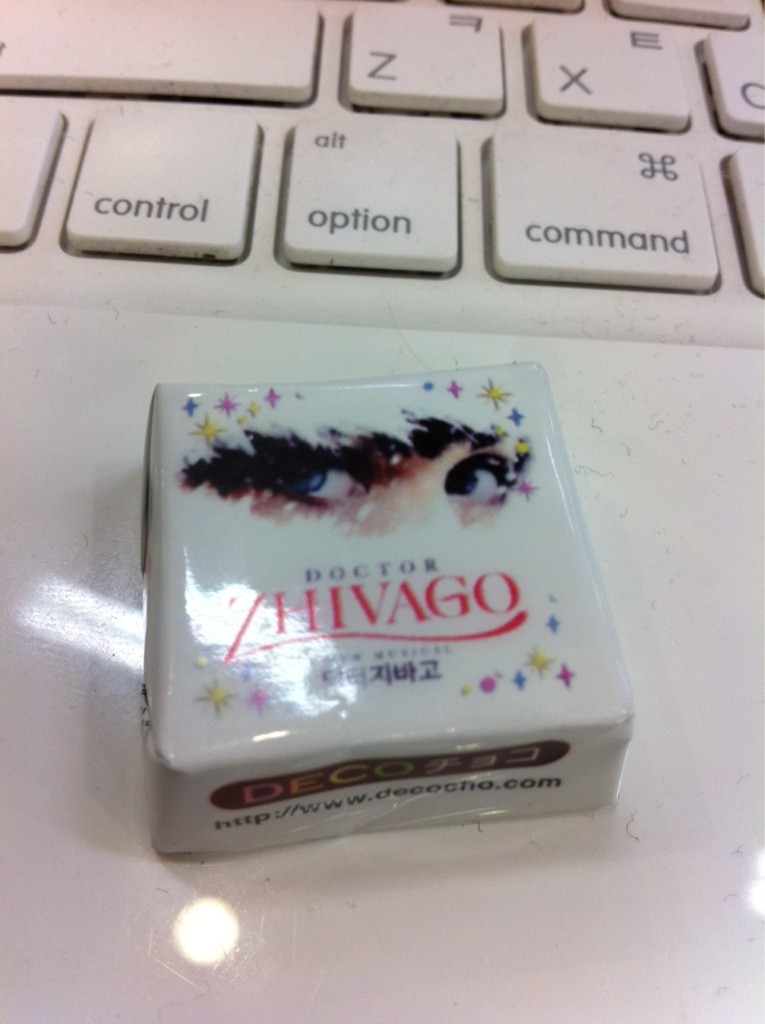 Z ㅋ
X ㅌ
control
alt
option
⌘
command
DOCTOR
ZHIVAGO
MUSICAL
닥터지바고
DECOチョコ
http://www.decocho.com